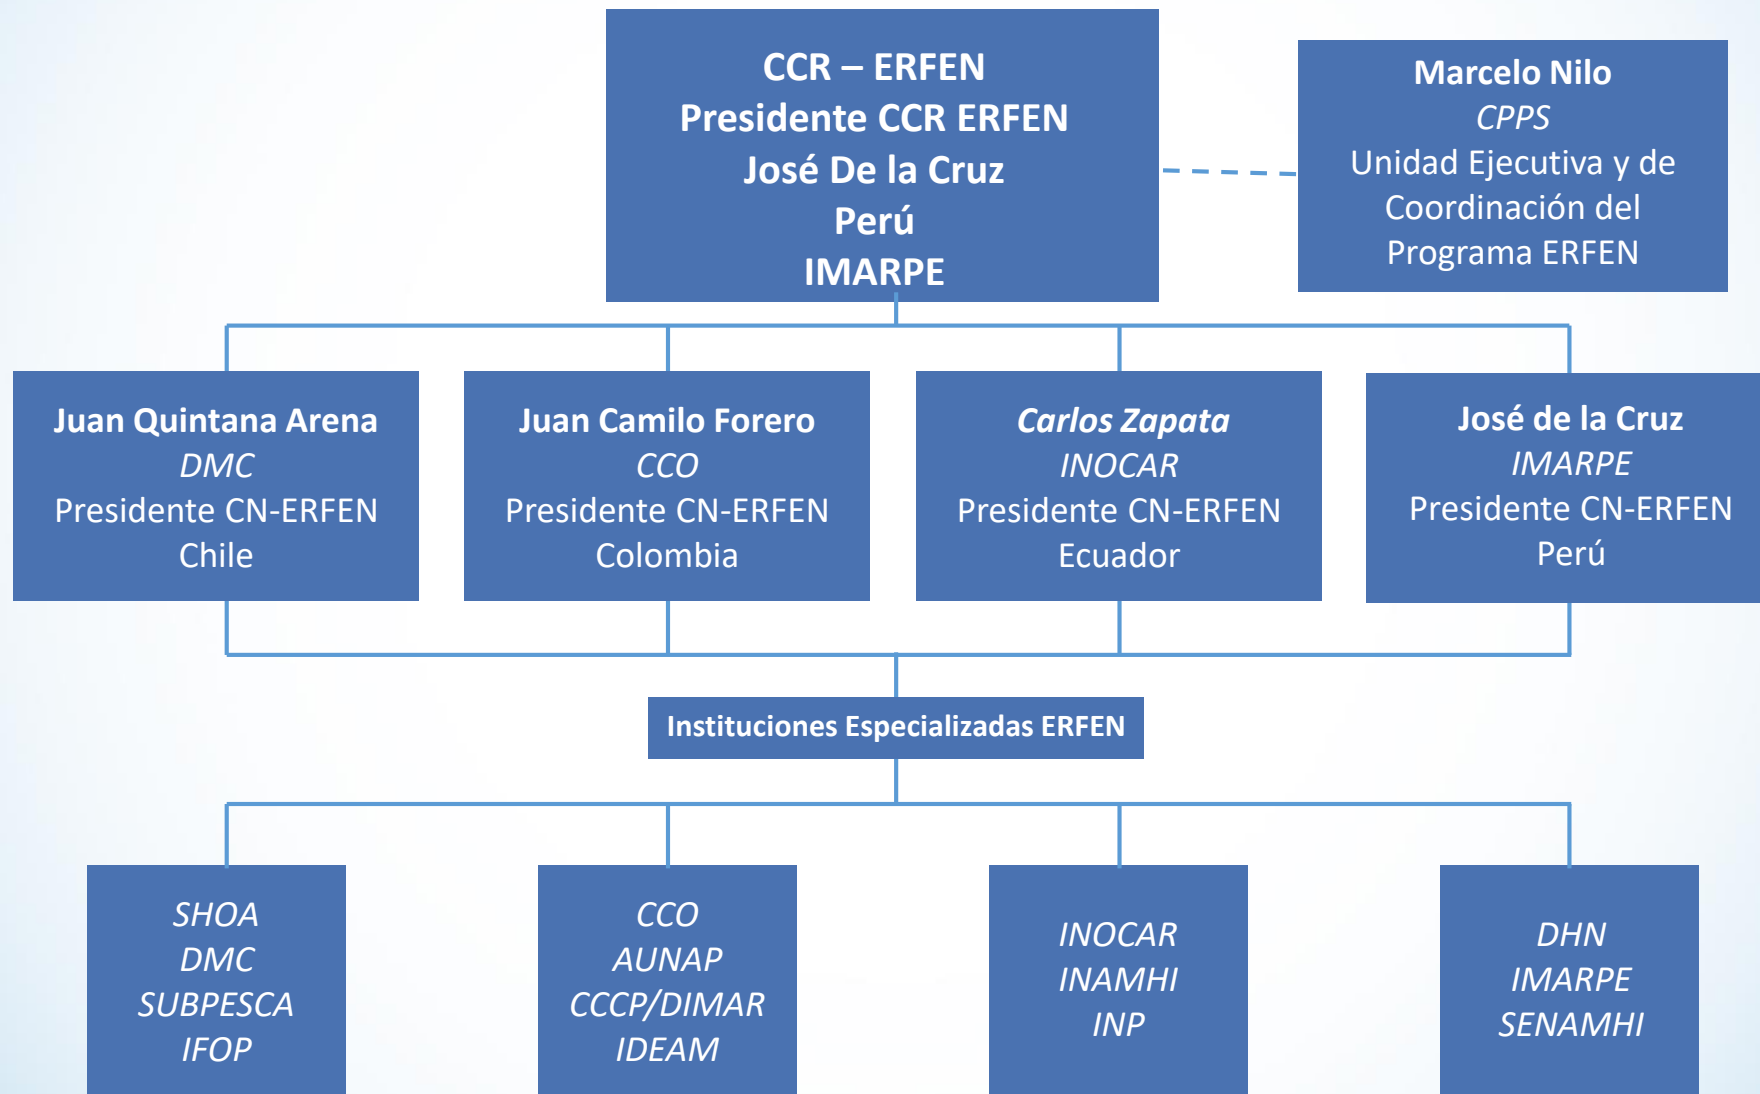 CCR – ERFEN
Presidente CCR ERFEN
José De la Cruz
Perú
IMARPE
Marcelo Nilo
CPPS
Unidad Ejecutiva y de
Coordinación del
Programa ERFEN
Juan Quintana Arena
DMC
Presidente CN-ERFEN
Chile
Juan Camilo Forero
CCO
Presidente CN-ERFEN
Colombia
Carlos Zapata
INOCAR
Presidente CN-ERFEN
Ecuador
José de la Cruz
IMARPE
Presidente CN-ERFEN
Perú
Instituciones Especializadas ERFEN
SHOA
DMC
SUBPESCA
IFOP
CCO
AUNAP
CCCP/DIMAR
IDEAM
INOCAR
INAMHI
INP
DHN
IMARPE
SENAMHI